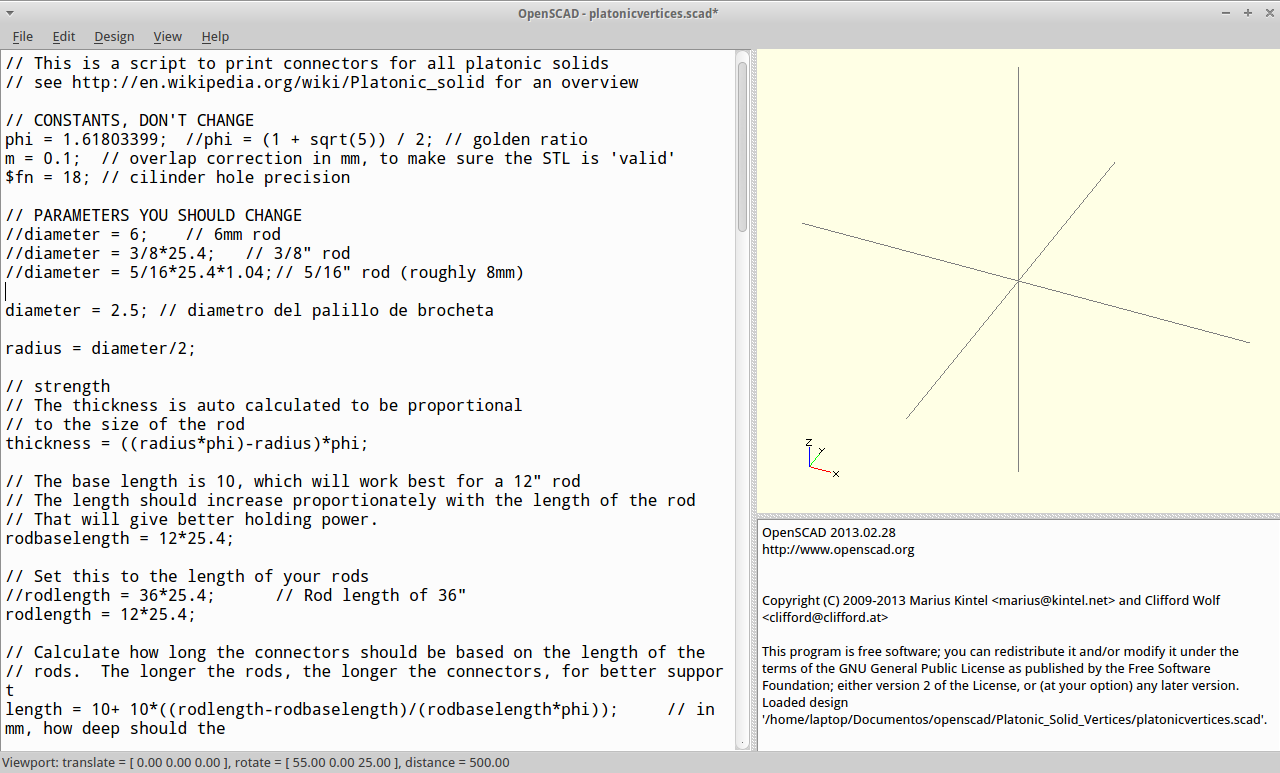 OpenSCAD - platonicvertices.scad*
File Edit Design View Help
// This is a script to print connectors for all platonic solids
// see http://en.wikipedia.org/wiki/Platonic_solid for an overview
// CONSTANTS, DON'T CHANGE
phi = 1.61803399;  //phi = (1 + sqrt(5)) / 2; // golden ratio
m = 0.1;  // overlap correction in mm, to make sure the STL is 'valid'
$fn = 18; // cilinder hole precision
// PARAMETERS YOU SHOULD CHANGE
//diameter = 6;    // 6mm rod
//diameter = 3/8*25.4;   // 3/8" rod
//diameter = 5/16*25.4*1.04;// 5/16" rod (roughly 8mm)
diameter = 2.5; // diametro del palillo de brocheta
radius = diameter/2;
// strength
// The thickness is auto calculated to be proportional
// to the size of the rod
thickness = ((radius*phi)-radius)*phi;
// The base length is 10, which will work best for a 12" rod
// The length should increase proportionately with the length of the rod
// That will give better holding power.
rodbaselength = 12*25.4;
// Set this to the length of your rods
//rodlength = 36*25.4;      // Rod length of 36"
rodlength = 12*25.4;
// Calculate how long the connectors should be based on the length of the
// rods.  The longer the rods, the longer the connectors, for better suppor
t
length = 10+ 10*((rodlength-rodbaselength)/(rodbaselength*phi));     // in
mm, how deep should the
Z
Y
X
OpenSCAD 2013.02.28
http://www.openscad.org
Copyright (C) 2009-2013 Marius Kintel <marius@kintel.net> and Clifford Wolf
<clifford@clifford.at>
This program is free software; you can redistribute it and/or modify it under the
terms of the GNU General Public License as published by the Free Software
Foundation; either version 2 of the License, or (at your option) any later version.
Loaded design
'/home/laptop/Documentos/openscad/Platonic_Solid_Vertices/platonicvertices.scad'.
Viewport: translate = [ 0.00 0.00 0.00 ], rotate = [ 55.00 0.00 25.00 ], distance = 500.00